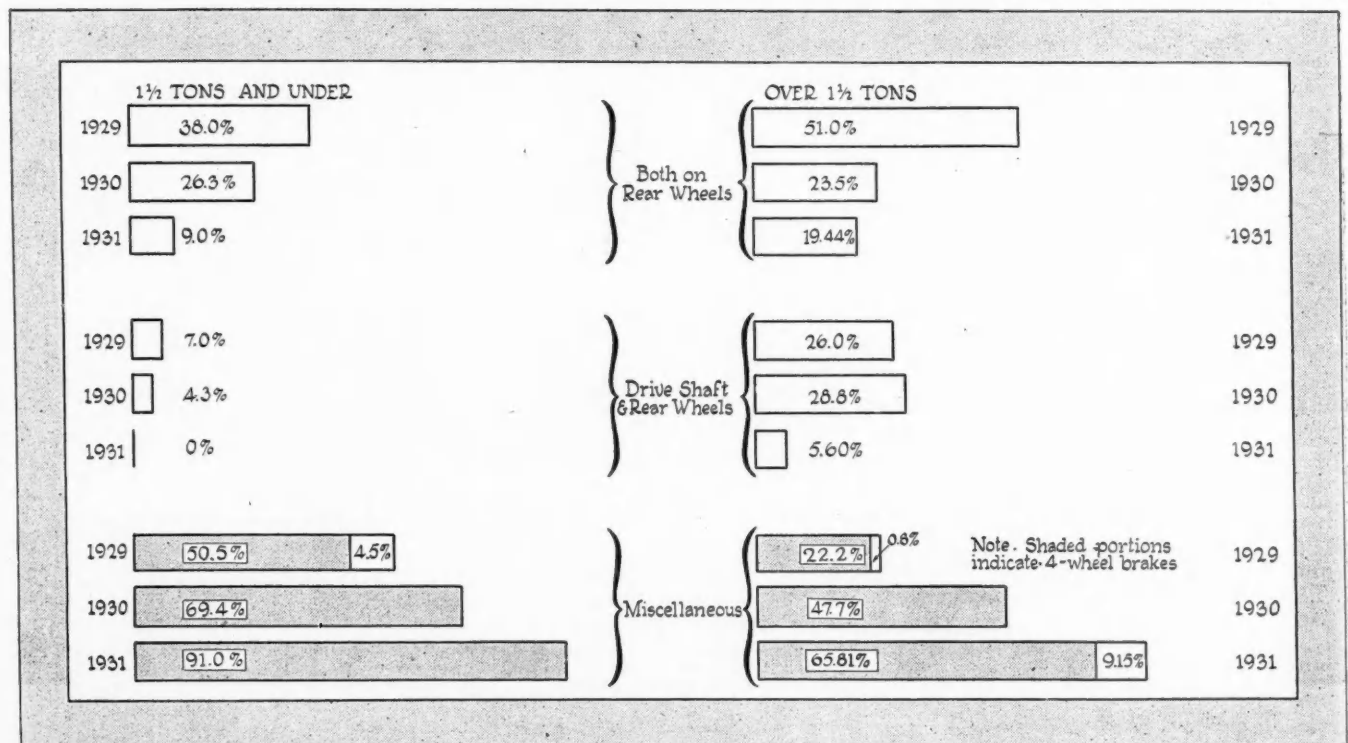 1½ TONS AND UNDER
OVER 1½ TONS
1929 38.0% 51.0% 1929
1930 26.3% Both on 23.5% 1930
Rear Wheels
1931 9.0% 19.44% 1931
1929 7.0% 26.0% 1929
1930 4.3% Drive Shaft 28.8% 1930
& Rear Wheels
1931 0% 5.60% 1931
1929 50.5% 4.5% 22.2% 0.8% Note. Shaded portions 1929
indicate 4-wheel brakes
1930 69.4% Miscellaneous 47.7% 1930
1931 91.0% 65.81% 9.15% 1931